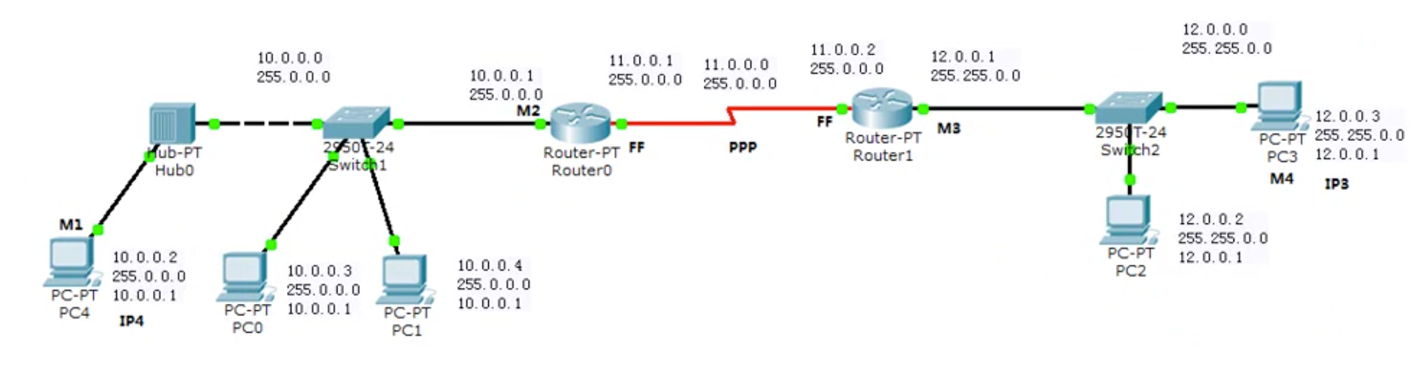 10.0.0.0
255.0.0.0
Hub-PT
Hub0
2950T-24
Switch1
M1
PC-PT
PC4
10.0.0.2
255.0.0.0
10.0.0.1
IP4
PC-PT
PC0
10.0.0.3
255.0.0.0
10.0.0.1
PC-PT
PC1
10.0.0.4
255.0.0.0
10.0.0.1
10.0.0.1
255.0.0.0
M2
Router-PT
Router0
11.0.0.1
255.0.0.0
FF
11.0.0.0
255.0.0.0
PPP
11.0.0.2
255.0.0.0
FF
Router-PT
Router1
12.0.0.1
255.255.0.0
M3
2950T-24
Switch2
12.0.0.0
255.255.0.0
PC-PT
PC3
M4
12.0.0.3
255.255.0.0
12.0.0.1
IP3
PC-PT
PC2
12.0.0.2
255.255.0.0
12.0.0.1